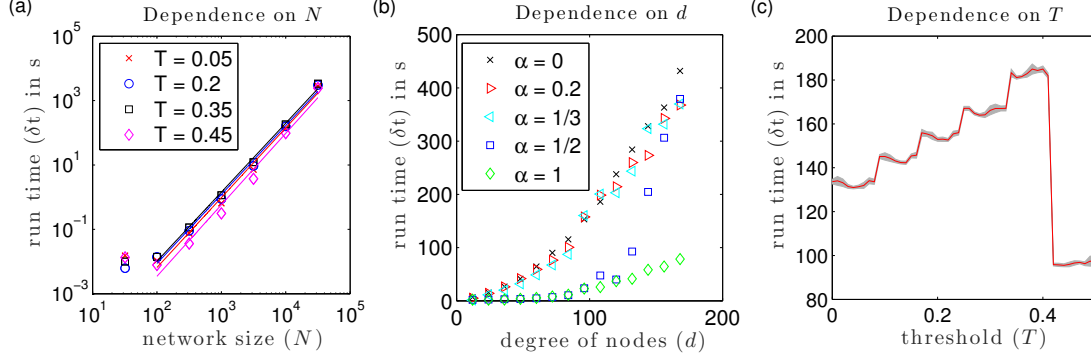 (a)
Dependence on N
10^5
10^3
10^1
10^-1
10^-3
10^1
10^2
10^3
10^4
10^5
run time (δt) in s
network size (N)
T = 0.05
T = 0.2
T = 0.35
T = 0.45
(b)
Dependence on d
500
400
300
200
100
0
0
100
200
run time (δt) in s
degree of nodes (d)
α = 0
α = 0.2
α = 1/3
α = 1/2
α = 1
(c)
Dependence on T
200
180
160
140
120
100
80
0
0.2
0.4
run time (δt) in s
threshold (T)